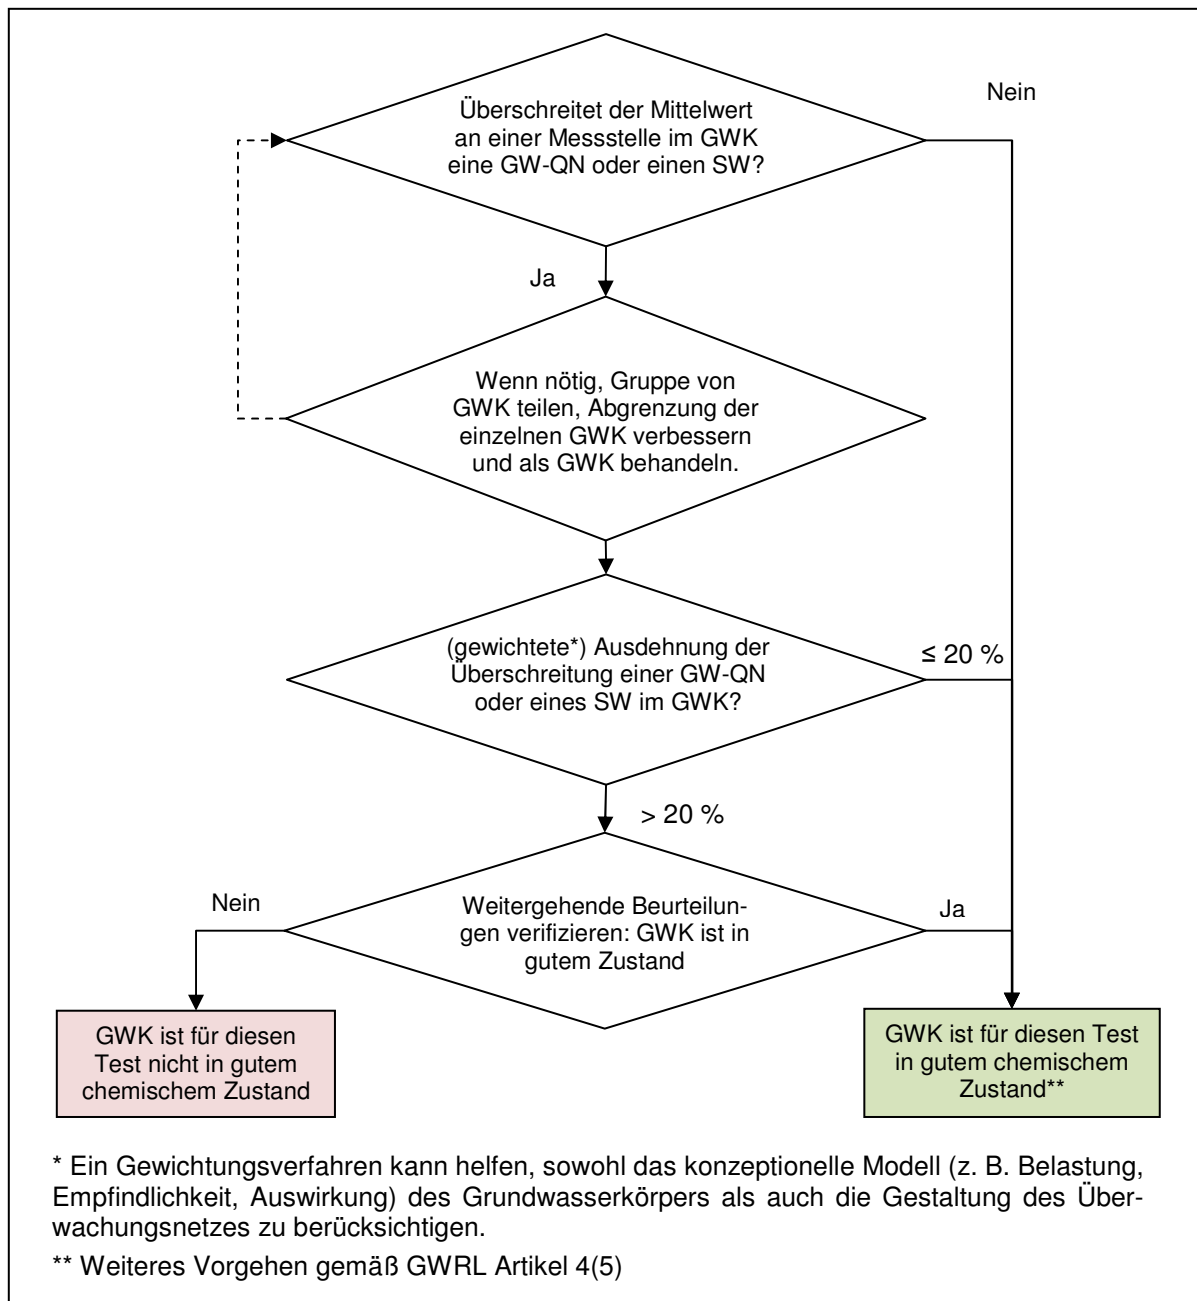 Überschreitet der Mittelwert
an einer Messstelle im GWK
eine GW-QN oder einen SW?
Nein
Ja
Wenn nötig, Gruppe von
GWK teilen, Abgrenzung der
einzelnen GWK verbessern
und als GWK behandeln.
(gewichtete*) Ausdehnung der
Überschreitung einer GW-QN
oder eines SW im GWK?
≤ 20 %
> 20 %
Nein
Weitergehende Beurteilun-
gen verifizieren: GWK ist in
gutem Zustand
Ja
GWK ist für diesen
Test nicht in gutem
chemischem Zustand
GWK ist für diesen Test
in gutem chemischem
Zustand**
* Ein Gewichtungsverfahren kann helfen, sowohl das konzeptionelle Modell (z. B. Belastung,
Empfindlichkeit, Auswirkung) des Grundwasserkörpers als auch die Gestaltung des Über-
wachungsnetzes zu berücksichtigen.
** Weiteres Vorgehen gemäß GWRL Artikel 4(5)